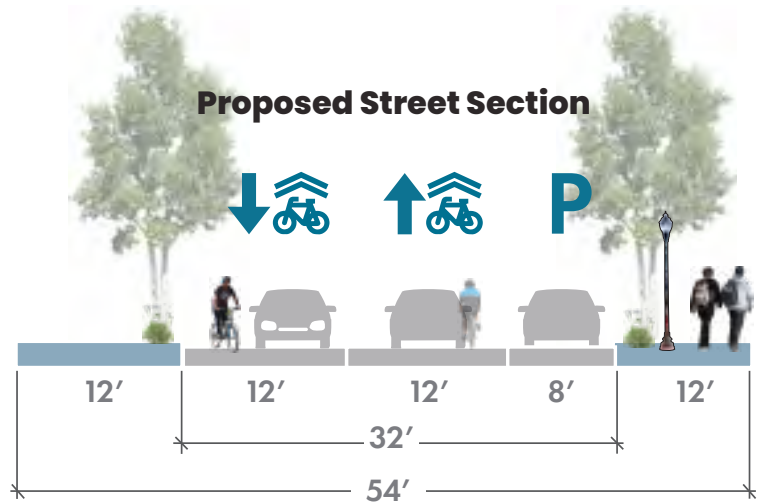 Proposed Street Section
P
12’ 12’ 12’ 8’ 12’
32’
54’